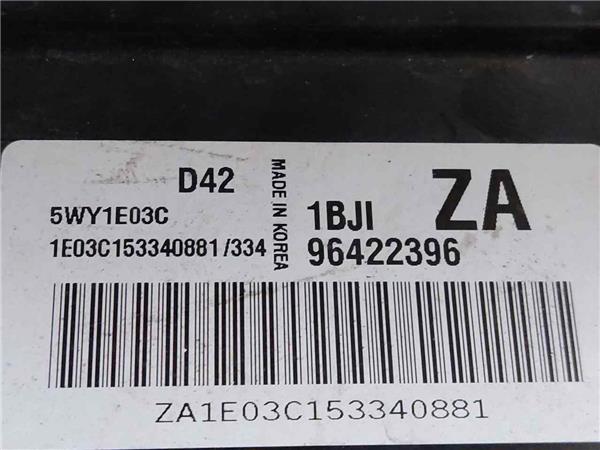 D42
5WY1E03C
1E03C153340881/334
MADE IN KOREA
1BJI
ZA
96422396
ZA1E03C153340881